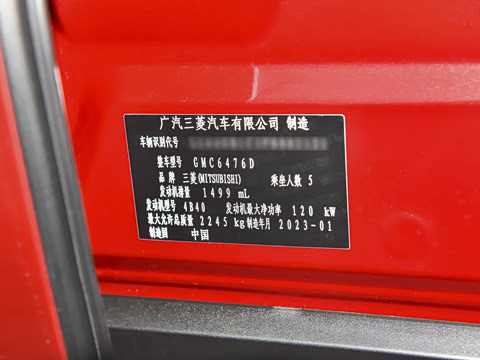 广汽三菱汽车有限公司 制造
车辆识别代号
整车型号 GMC6476D
品 牌 三菱(MITSUBISHI) 乘坐人数 5
发动机排量 1499 mL
发动机型号 4B40 发动机最大净功率 120 kW
最大允许总质量 2245 kg 制造年月 2023-01
制造国 中国